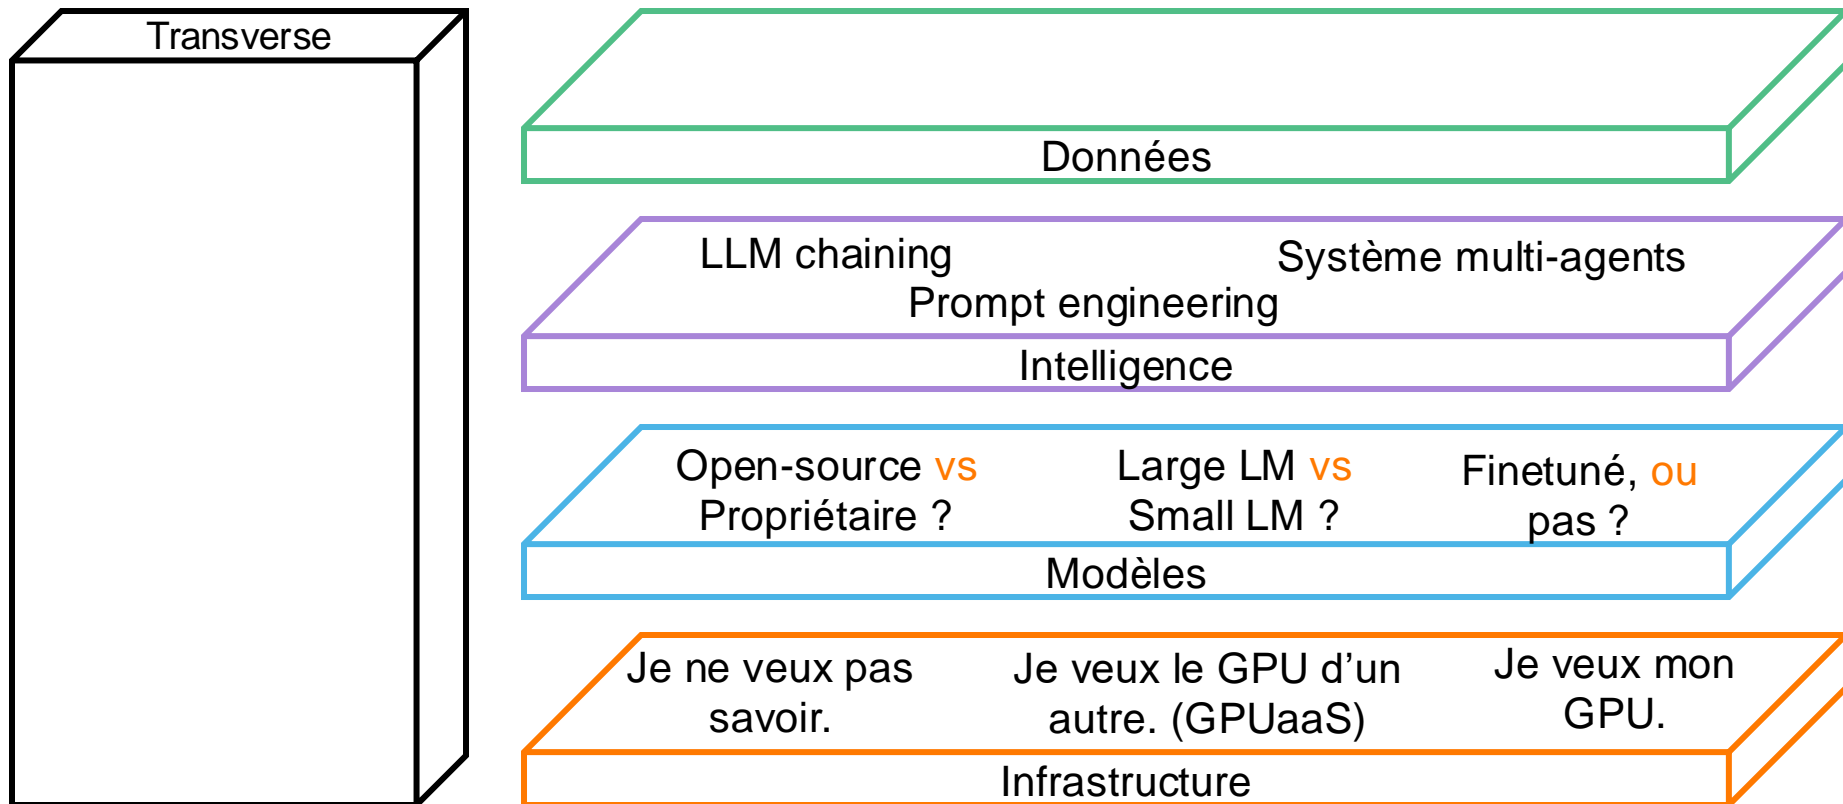 Transverse
Données
LLM chaining
Système multi-agents
Prompt engineering
Intelligence
Open-source vs
Propriétaire ?
Large LM vs
Small LM ?
Finetuné, ou
pas ?
Modèles
Je ne veux pas
savoir.
Je veux le GPU d’un
autre. (GPUaaS)
Je veux mon
GPU.
Infrastructure